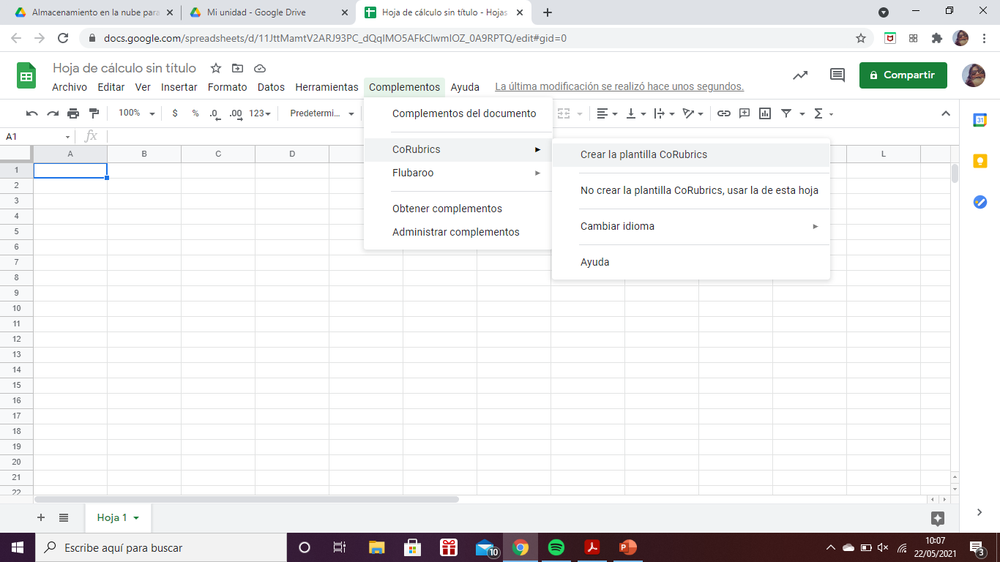 Almacenamiento en la nube para
Mi unidad - Google Drive
Hoja de cálculo sin título - Hojas
docs.google.com/spreadsheets/d/11JttMamtV2ARJ93PC_dQqIMO5AFkClwmIOZ_0A9RPTQ/edit#gid=0
Hoja de cálculo sin título
Archivo Editar Ver Insertar Formato Datos Herramientas Complementos Ayuda La última modificación se realizó hace unos segundos.
Compartir
100% $ % .0 .00 123 Predetermi...
31
A1 fx
Complementos del documento
CoRubrics
Flubaroo
Obtener complementos
Administrar complementos
Crear la plantilla CoRubrics
No crear la plantilla CoRubrics, usar la de esta hoja
Cambiar idioma
Ayuda
A B C D L
1
2
3
4
5
6
7
8
9
10
11
12
13
14
15
16
17
18
19
20
21
22
Hoja 1
Escribe aquí para buscar
10
10:07
22/05/2021
3